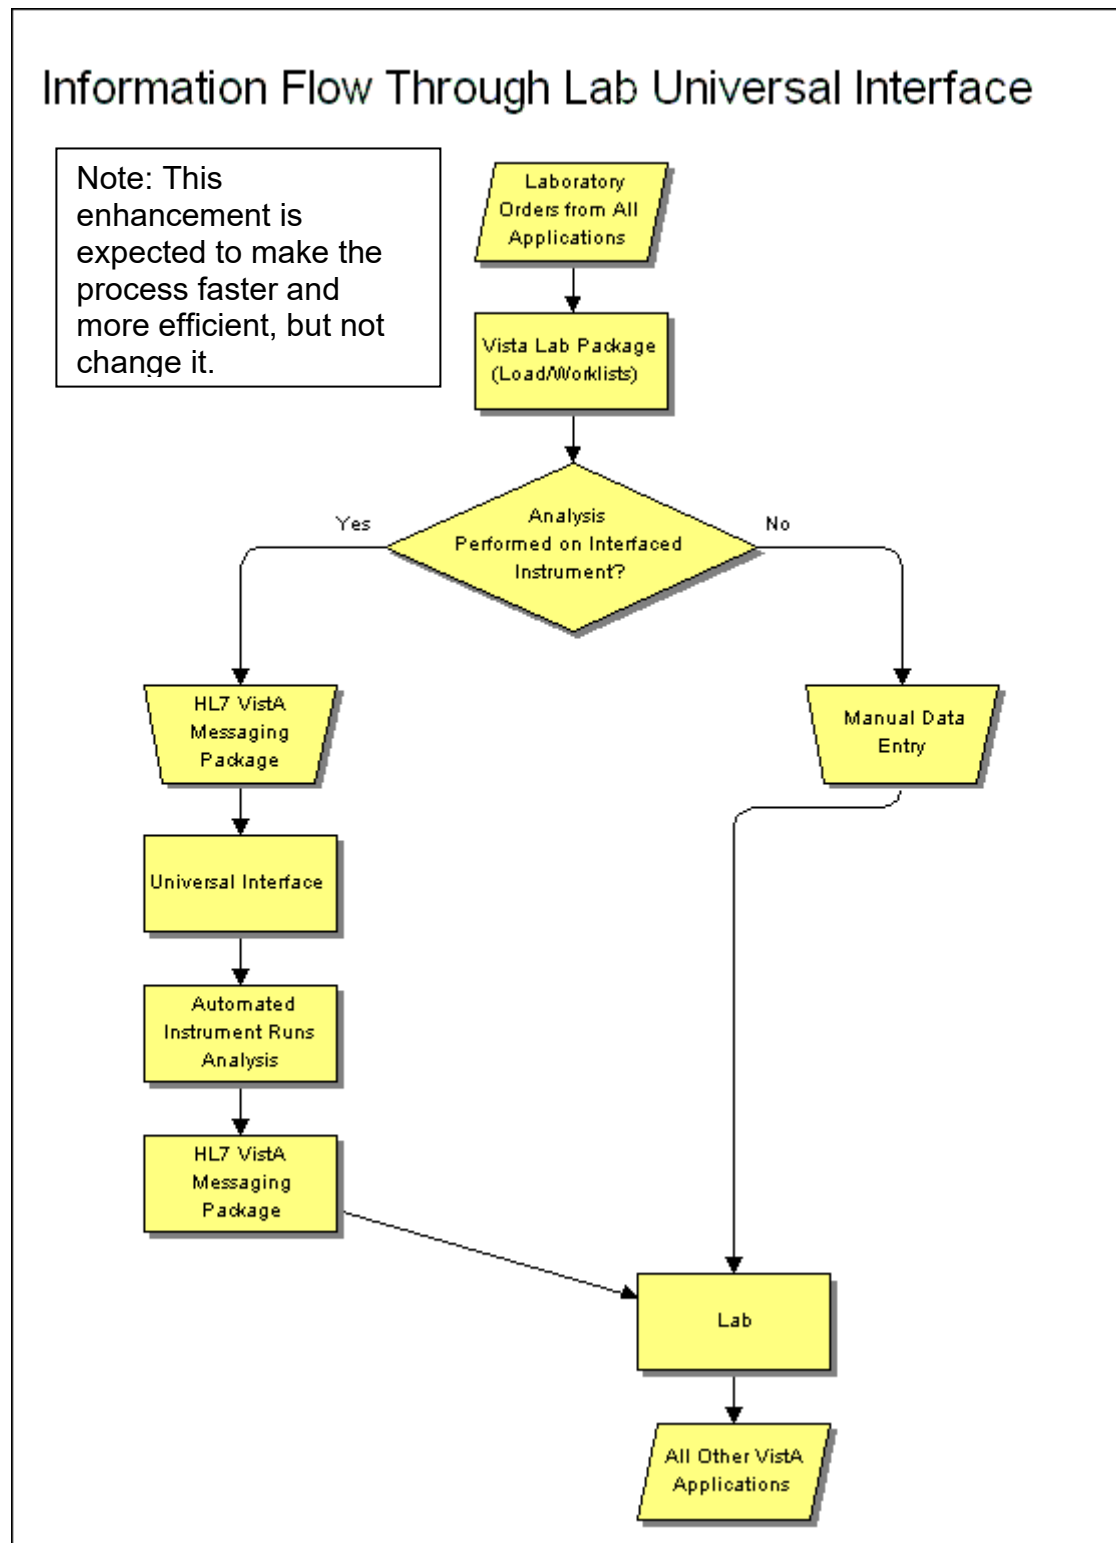 Information Flow Through Lab Universal Interface
Note: This
enhancement is
expected to make the
process faster and
more efficient, but not
change it.
Laboratory
Orders from All
Applications
Vista Lab Package
(Load/Worklists)
Analysis
Performed on Interfaced
Instrument?
Yes
No
HL7 VistA
Messaging
Package
Manual Data
Entry
Universal Interface
Automated
Instrument Runs
Analysis
HL7 VistA
Messaging
Package
Lab
All Other VistA
Applications